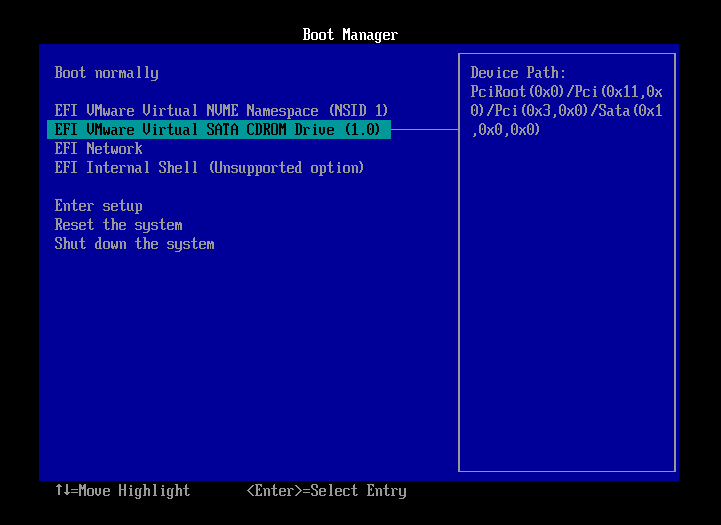 Boot Manager
Boot normally
EFI VMware Virtual NVME Namespace (NSID 1)
EFI VMware Virtual SATA CDROM Drive (1.0)
EFI Network
EFI Internal Shell (Unsupported option)
Enter setup
Reset the system
Shut down the system
Device Path:
PciRoot(0x0)/Pci(0x11,0x
0)/Pci(0x3,0x0)/Sata(0x1
,0x0,0x0)
↑↓=Move Highlight <Enter>=Select Entry